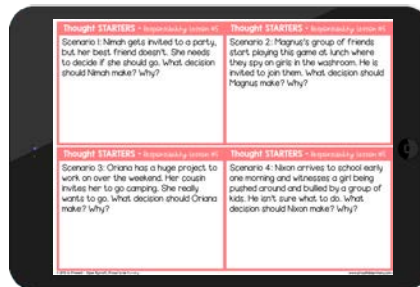 Thought STARTERS - Responsibility Lesson #5
Scenario 1: Nimah gets invited to a party,
but her best friend doesn't. She needs
to decide if she should go. What decision
should Nimah make? Why?
Thought STARTERS - Responsibility Lesson #5
Scenario 2: Magnus's group of friends
start playing this game at lunch where
they spy on girls in the washroom. He is
invited to join them. What decision should
Magnus make? Why?
Thought STARTERS - Responsibility Lesson #5
Scenario 3: Oriana has a huge project to
work on over the weekend. Her cousin
invites her to go camping. She really
wants to go. What decision should Oriana
make? Why?
Thought STARTERS - Responsibility Lesson #5
Scenario 4: Nixon arrives to school early
one morning and witnesses a girl being
pushed around and bullied by a group of
kids. He isn't sure what to do. What
decision should Nixon make? Why?